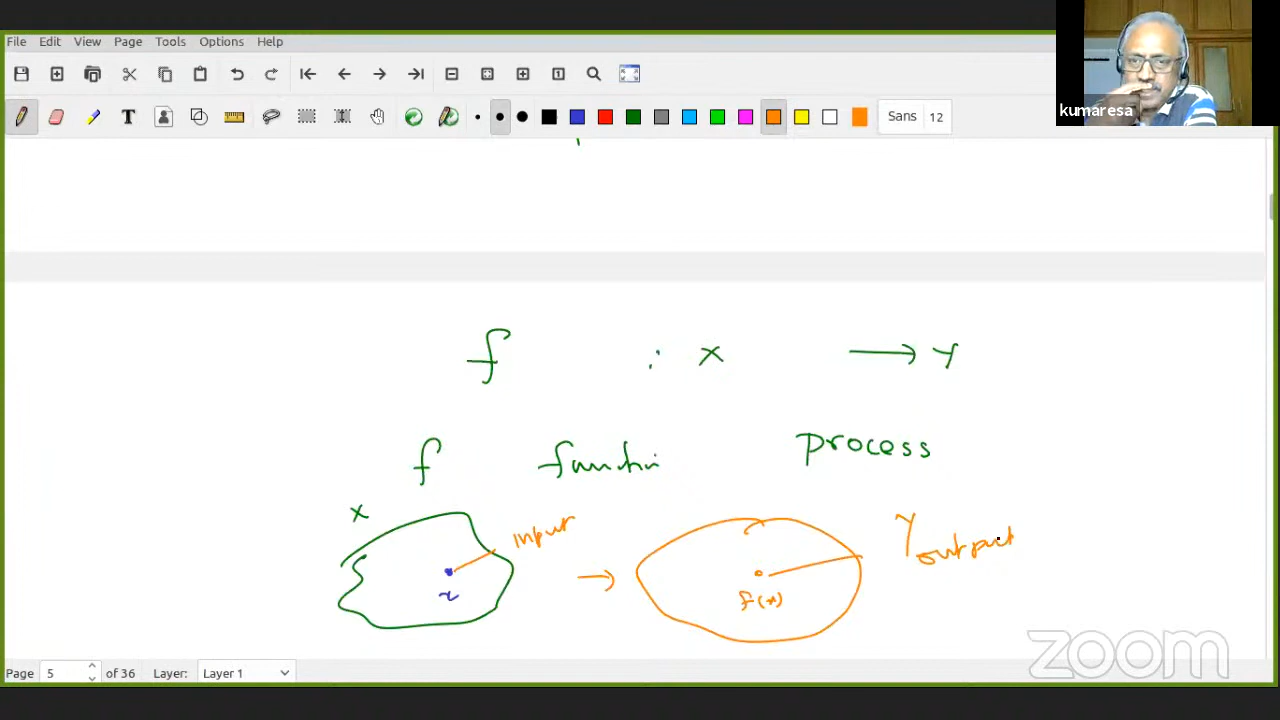 File Edit View Page Tools Options Help
Sans 12
kumaresa
f : X → Y
f functi process
X input → Y output
x f(x)
zoom
Page 5 of 36 Layer: Layer 1